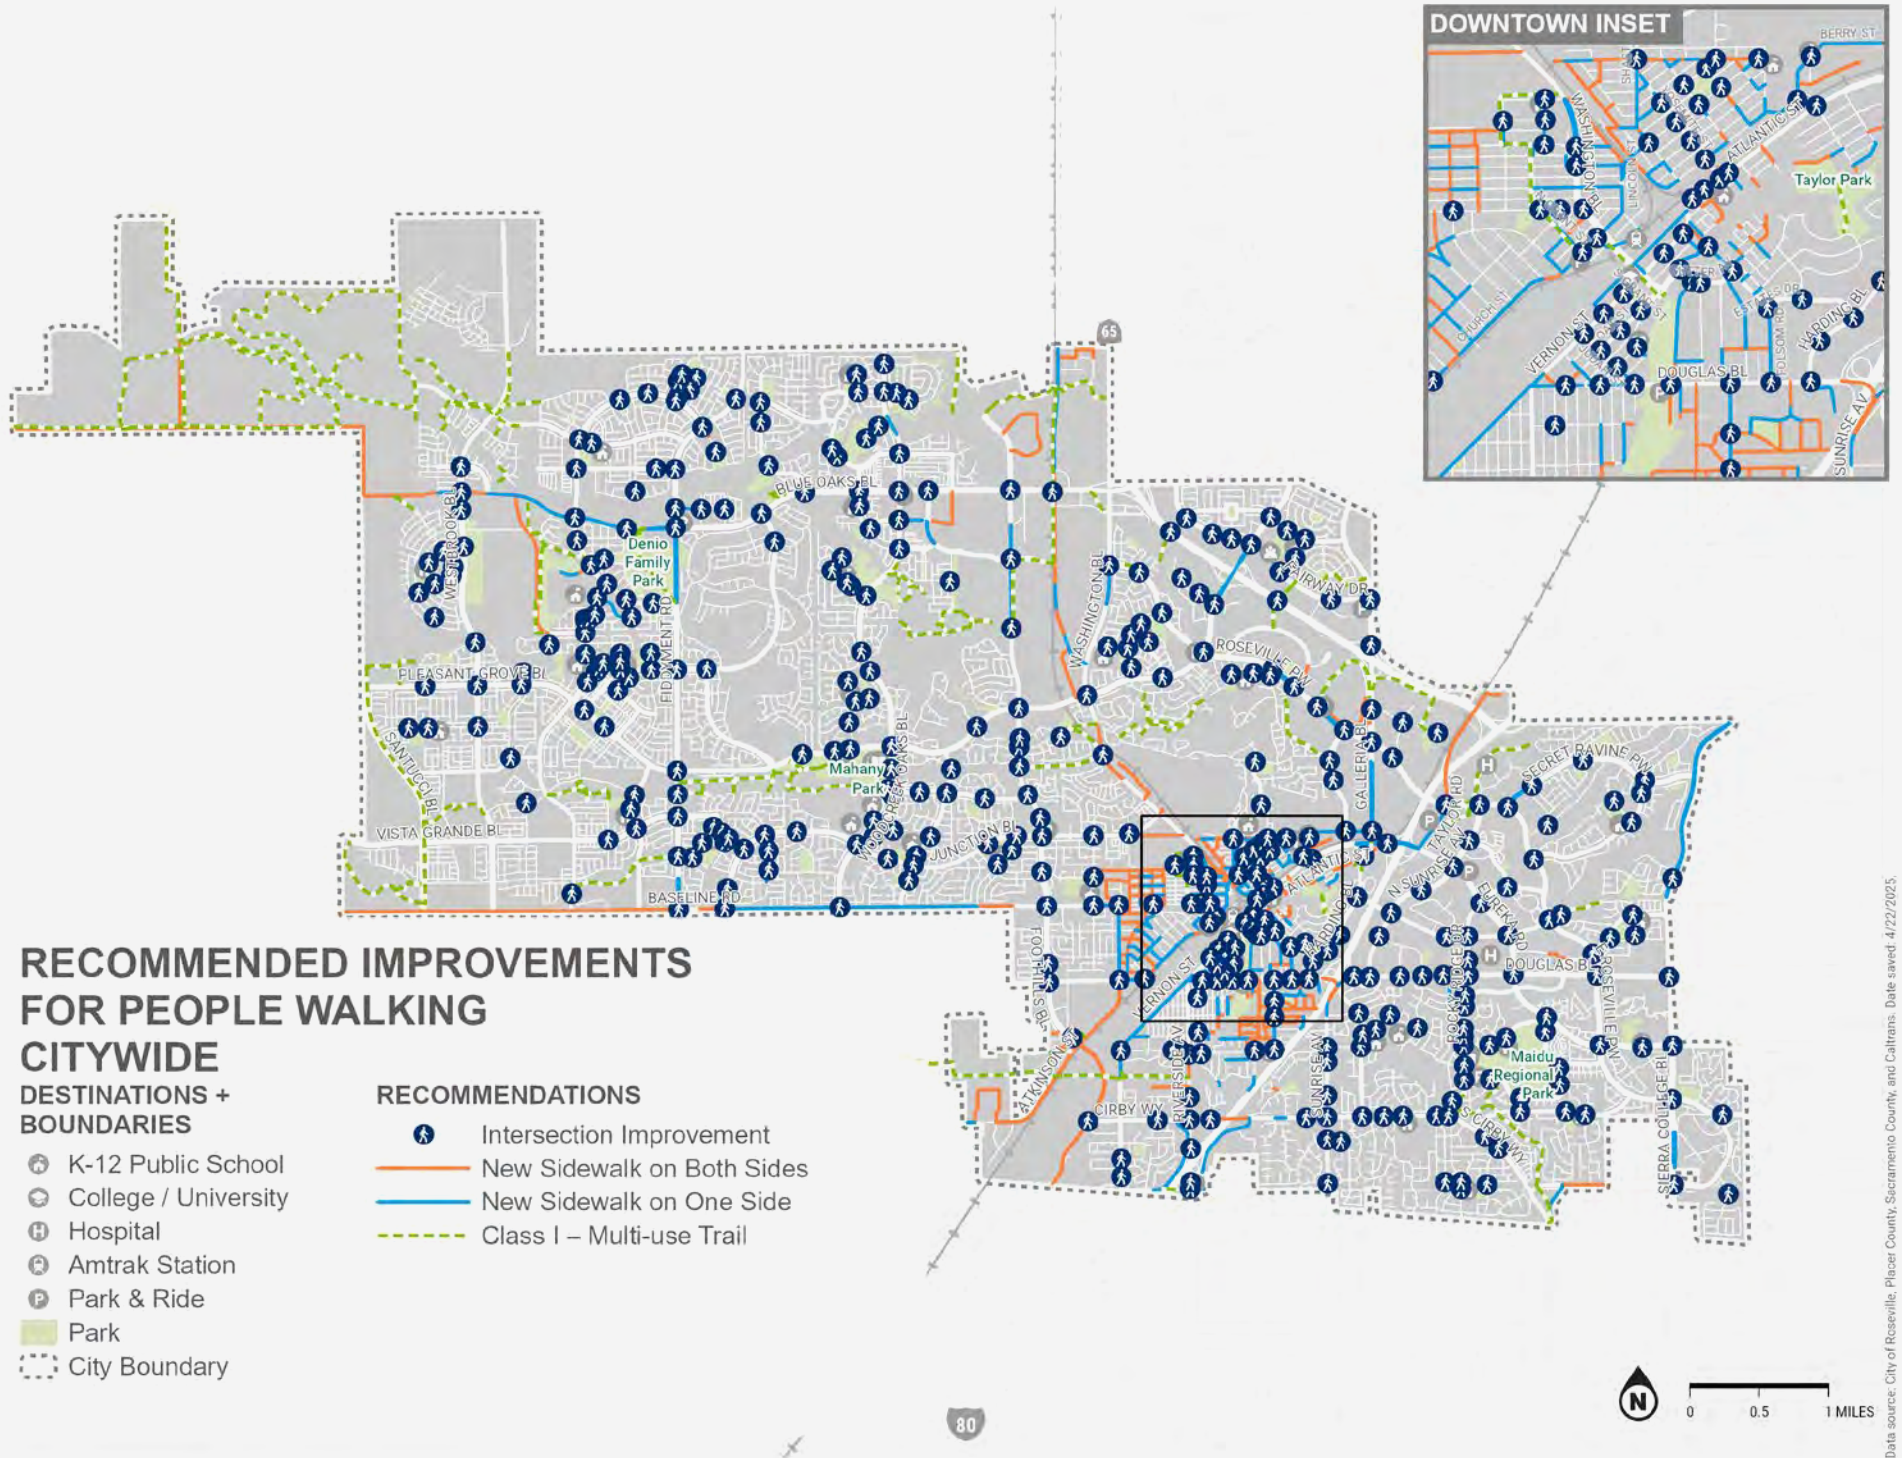 DOWNTOWN INSET
BERRY ST
WASHINGTON BL
LINCOLN ST
ATLANTIC ST
Taylor Park
CHURCH ST
VERNON ST
ESTATES DR
FOLSOM RD
HARDING BL
DOUGLAS BL
SUNRISE AV
65
BLUE OAKS BL
WESTBROOK BL
Denio
Family
Park
FIDDYMENT RD
WASHINGTON BL
FAIRWAY DR
ROSEVILLE PW
PLEASANT GROVE BL
SANTUCCI BL
Mahany
Park
WOODCREEK OAKS BL
GALLERIA BL
SECRET RAVINE PW
TAYLOR RD
VISTA GRANDE BL
JUNCTION BL
ATLANTIC ST
N SUNRISE AV
EUREKA RD
BASELINE RD
HARDING BL
FOOTHILLS BL
VERNON ST
DOUGLAS BL
ROCKY RIDGE DR
ROSEVILLE PW
Maidu
Regional
Park
ATKINSON ST
RIVERSIDE AV
SUNRISE AV
CIRBY WY
S CIRBY WY
SIERRA COLLEGE BL
RECOMMENDED IMPROVEMENTS
FOR PEOPLE WALKING
CITYWIDE
DESTINATIONS +
BOUNDARIES
K-12 Public School
College / University
H Hospital
Amtrak Station
P Park & Ride
Park
City Boundary
RECOMMENDATIONS
Intersection Improvement
New Sidewalk on Both Sides
New Sidewalk on One Side
Class I – Multi-use Trail
80
N
0 0.5 1 MILES
Data source: City of Roseville, Placer County, Sacramento County, and Caltrans. Date saved: 4/22/2025.